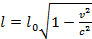 l = l₀√(1 − v²/c²)